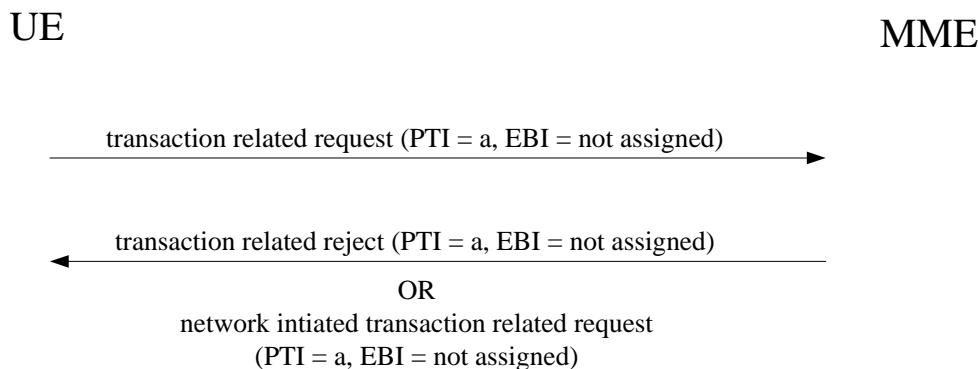 UE
MME
transaction related request (PTI = a, EBI = not assigned)
transaction related reject (PTI = a, EBI = not assigned)
OR
network intiated transaction related request
(PTI = a, EBI = not assigned)